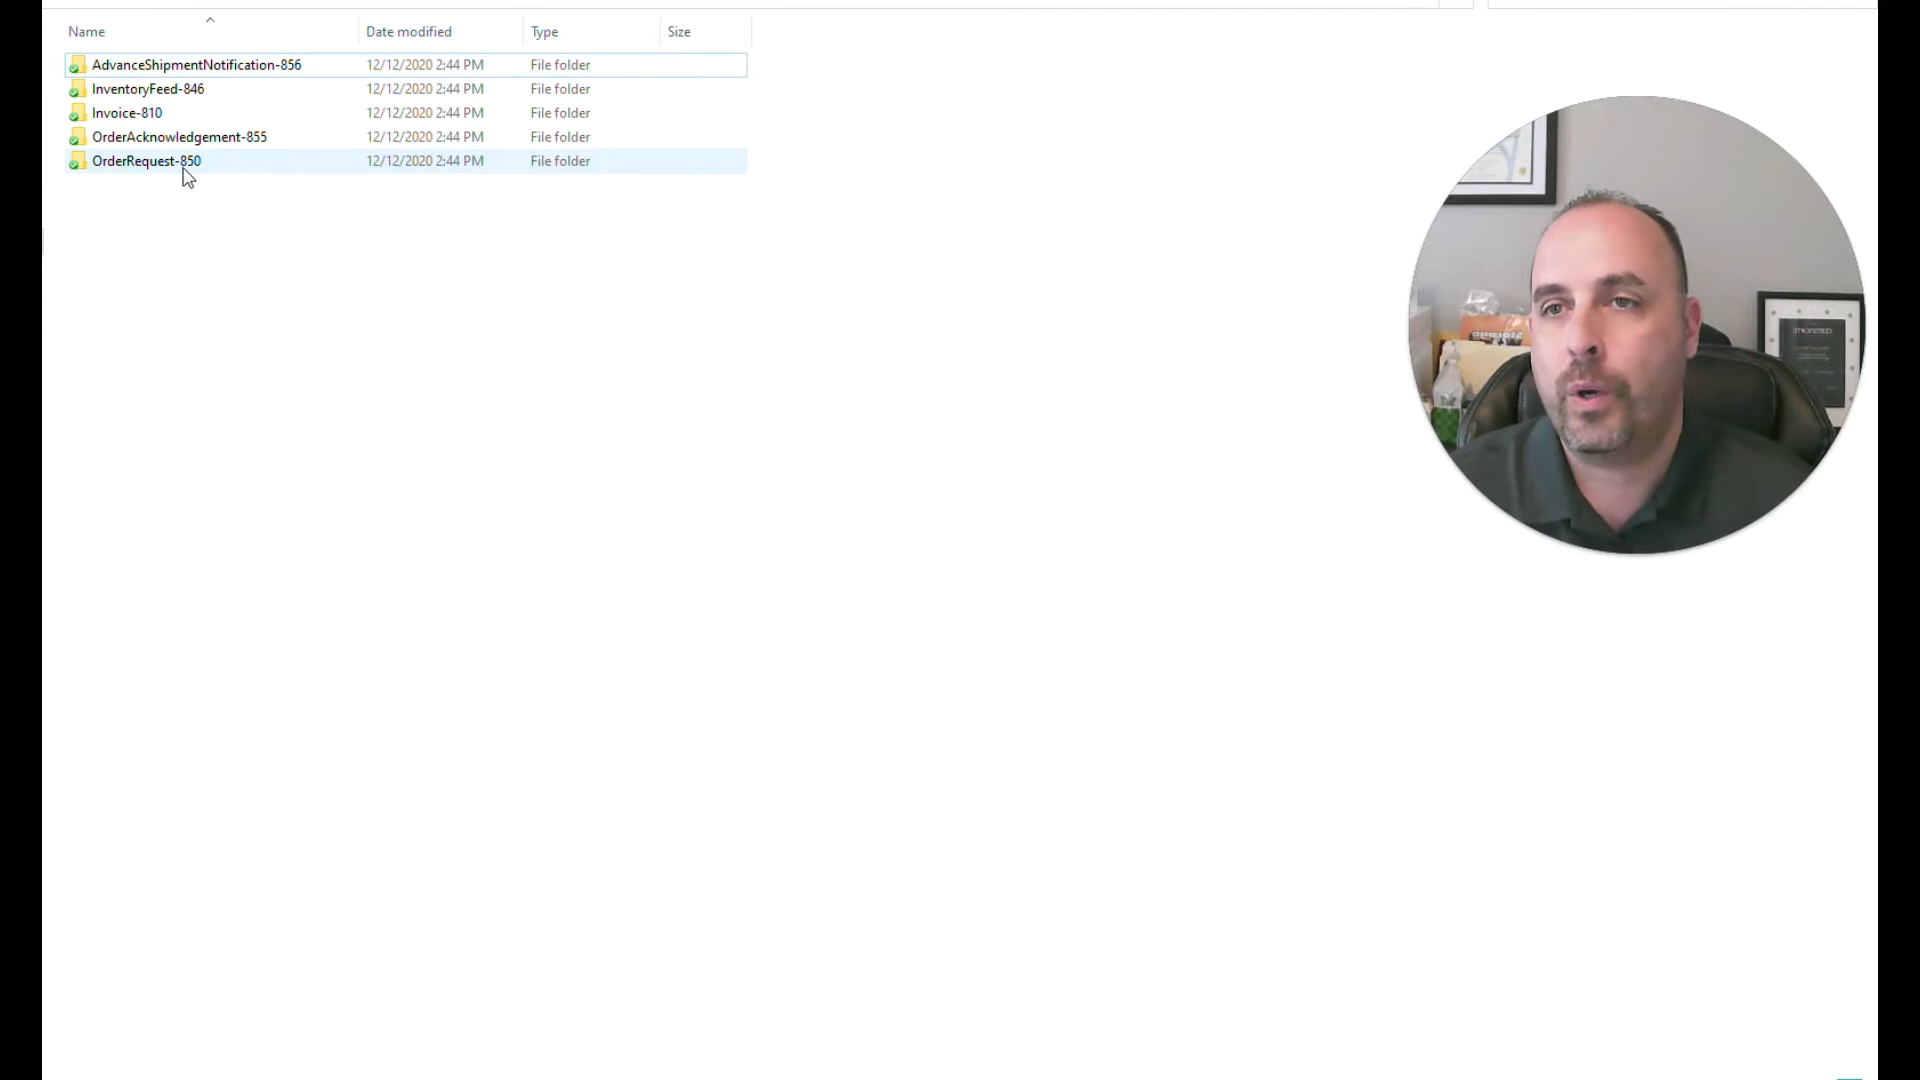 Name Date modified Type Size
AdvanceShipmentNotification-856 12/12/2020 2:44 PM File folder
InventoryFeed-846 12/12/2020 2:44 PM File folder
Invoice-810 12/12/2020 2:44 PM File folder
OrderAcknowledgement-855 12/12/2020 2:44 PM File folder
OrderRequest-850 12/12/2020 2:44 PM File folder